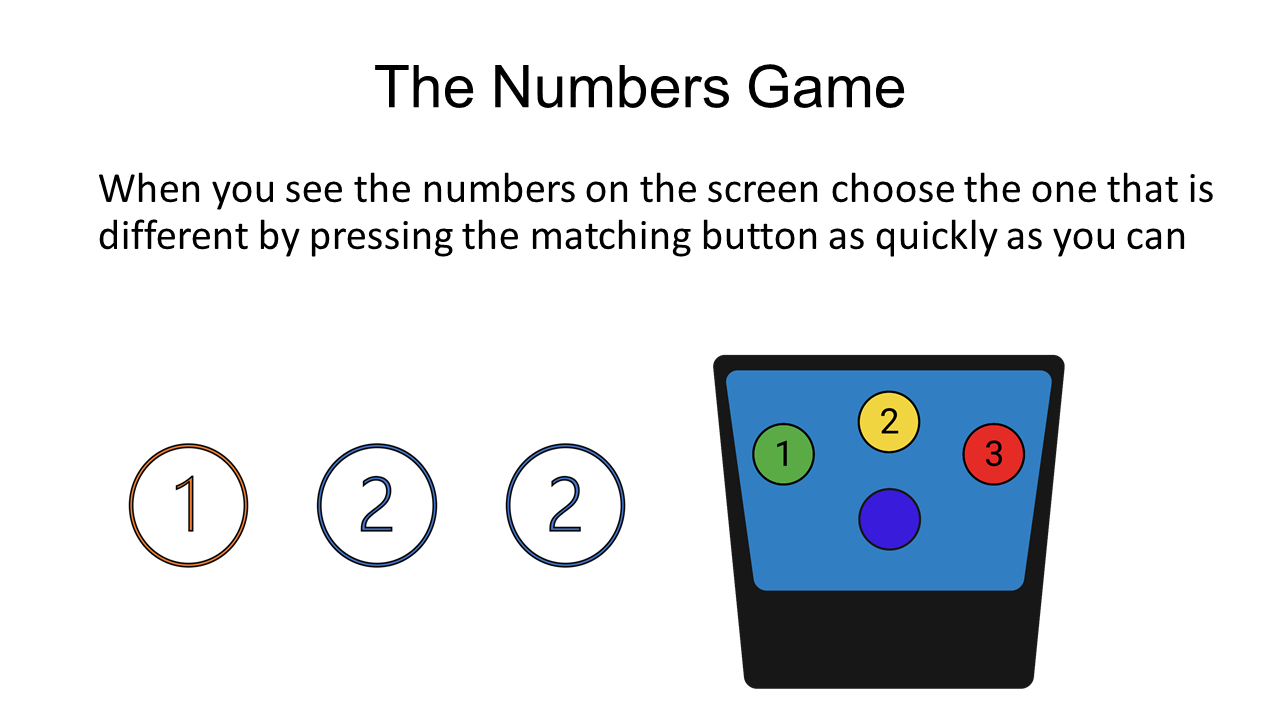 The Numbers Game
When you see the numbers on the screen choose the one that is
different by pressing the matching button as quickly as you can
1 2 2
2
1 3